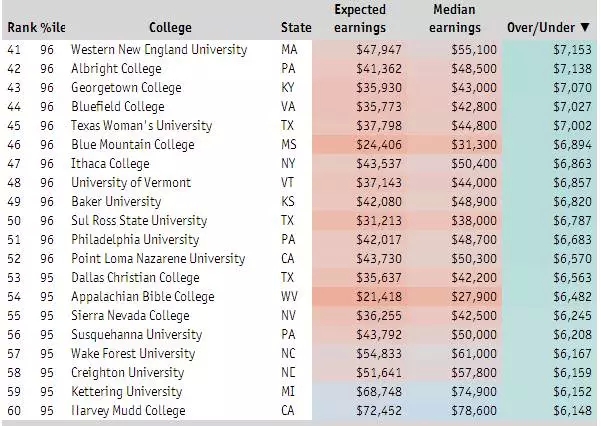 Expected Median
Rank %ile College State earnings earnings Over/Under ▼
41 96 Western New England University MA $47,947 $55,100 $7,153
42 96 Albright College PA $41,362 $48,500 $7,138
43 96 Georgetown College KY $35,930 $43,000 $7,070
44 96 Bluefield College VA $35,773 $42,800 $7,027
45 96 Texas Woman's University TX $37,798 $44,800 $7,002
46 96 Blue Mountain College MS $24,406 $31,300 $6,894
47 96 Ithaca College NY $43,537 $50,400 $6,863
48 96 University of Vermont VT $37,143 $44,000 $6,857
49 96 Baker University KS $42,080 $48,900 $6,820
50 96 Sul Ross State University TX $31,213 $38,000 $6,787
51 96 Philadelphia University PA $42,017 $48,700 $6,683
52 96 Point Loma Nazarene University CA $43,730 $50,300 $6,570
53 95 Dallas Christian College TX $35,637 $42,200 $6,563
54 95 Appalachian Bible College WV $21,418 $27,900 $6,482
55 95 Sierra Nevada College NV $36,255 $42,500 $6,245
56 95 Susquehanna University PA $43,792 $50,000 $6,208
57 95 Wake Forest University NC $54,833 $61,000 $6,167
58 95 Creighton University NE $51,641 $57,800 $6,159
59 95 Kettering University MI $68,748 $74,900 $6,152
60 95 Harvey Mudd College CA $72,452 $78,600 $6,148